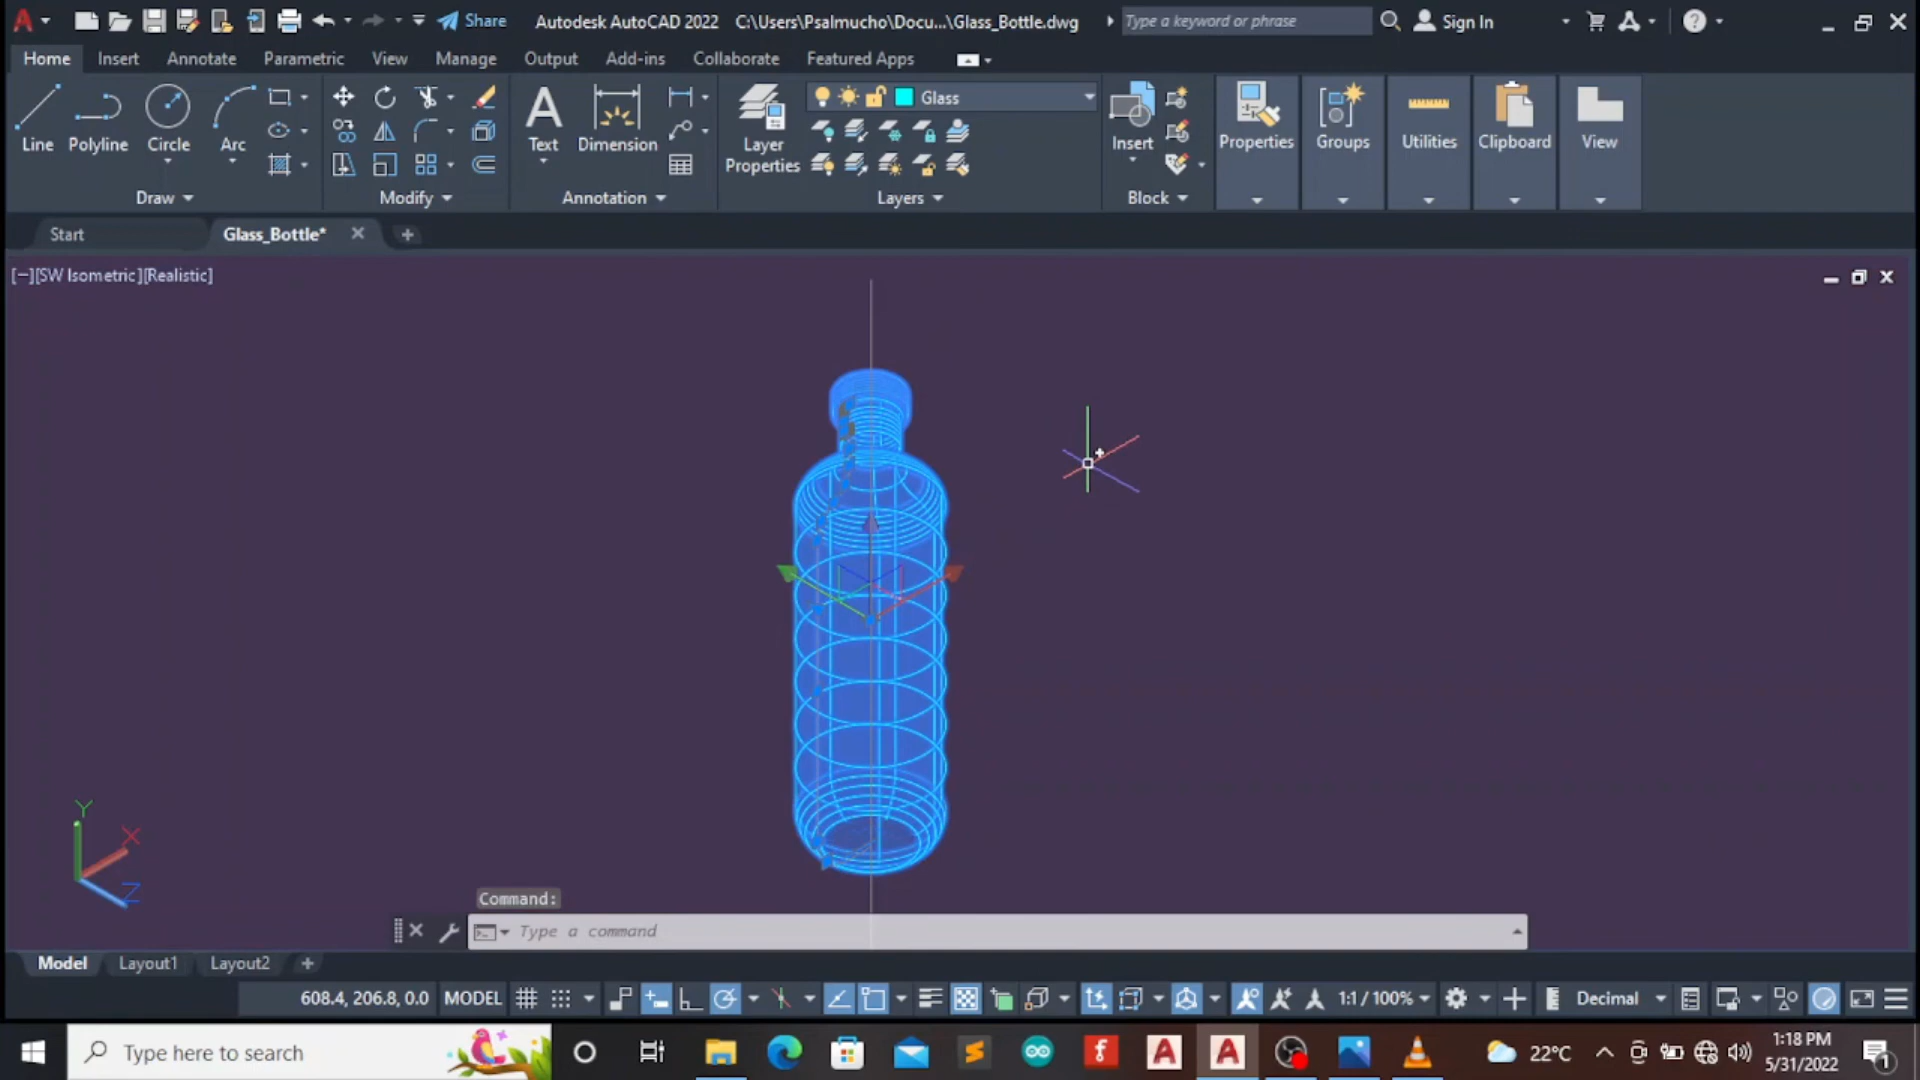 Share
Autodesk AutoCAD 2022 C:\Users\Psalmucho\Docu...\Glass_Bottle.dwg
Type a keyword or phrase
Sign In
Home Insert Annotate Parametric View Manage Output Add-ins Collaborate Featured Apps
Glass
Line Polyline Circle Arc Text Dimension Layer Properties Insert Properties Groups Utilities Clipboard View
Draw Modify Annotation Layers Block
Start Glass_Bottle*
[−][SW Isometric][Realistic]
Y
X
Z
Command:
Type a command
Model Layout1 Layout2
608.4, 206.8, 0.0 MODEL 1:1 / 100% Decimal
Type here to search
22°C
1:18 PM
5/31/2022
1